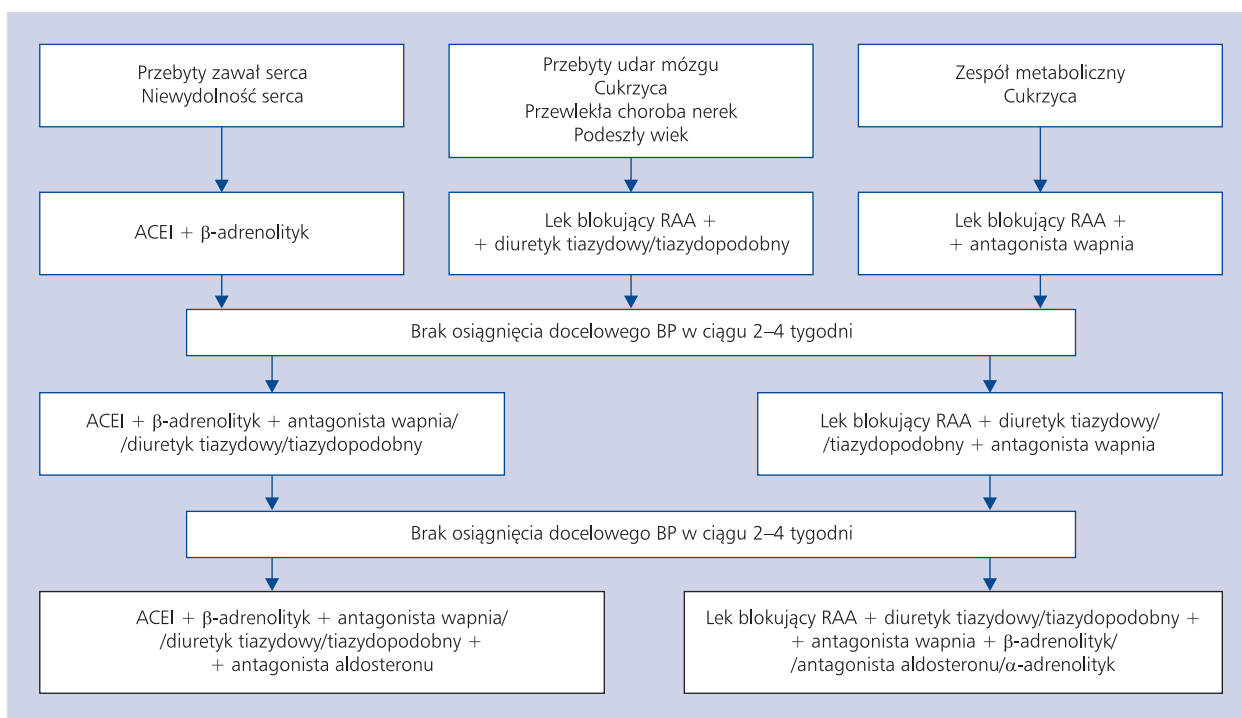 Przebyty zawał serca
Niewydolność serca
Przebyty udar mózgu
Cukrzyca
Przewlekła choroba nerek
Podeszły wiek
Zespół metaboliczny
Cukrzyca
ACEI + β-adrenolityk
Lek blokujący RAA +
+ diuretyk tiazydowy/tiazydopodobny
Lek blokujący RAA +
+ antagonista wapnia
Brak osiągnięcia docelowego BP w ciągu 2–4 tygodni
ACEI + β-adrenolityk + antagonista wapnia/
/diuretyk tiazydowy/tiazydopodobny
Lek blokujący RAA + diuretyk tiazydowy/
/tiazydopodobny + antagonista wapnia
Brak osiągnięcia docelowego BP w ciągu 2–4 tygodni
ACEI + β-adrenolityk + antagonista wapnia/
/diuretyk tiazydowy/tiazydopodobny +
+ antagonista aldosteronu
Lek blokujący RAA + diuretyk tiazydowy/tiazydopodobny +
+ antagonista wapnia + β-adrenolityk/
/antagonista aldosteronu/α-adrenolityk